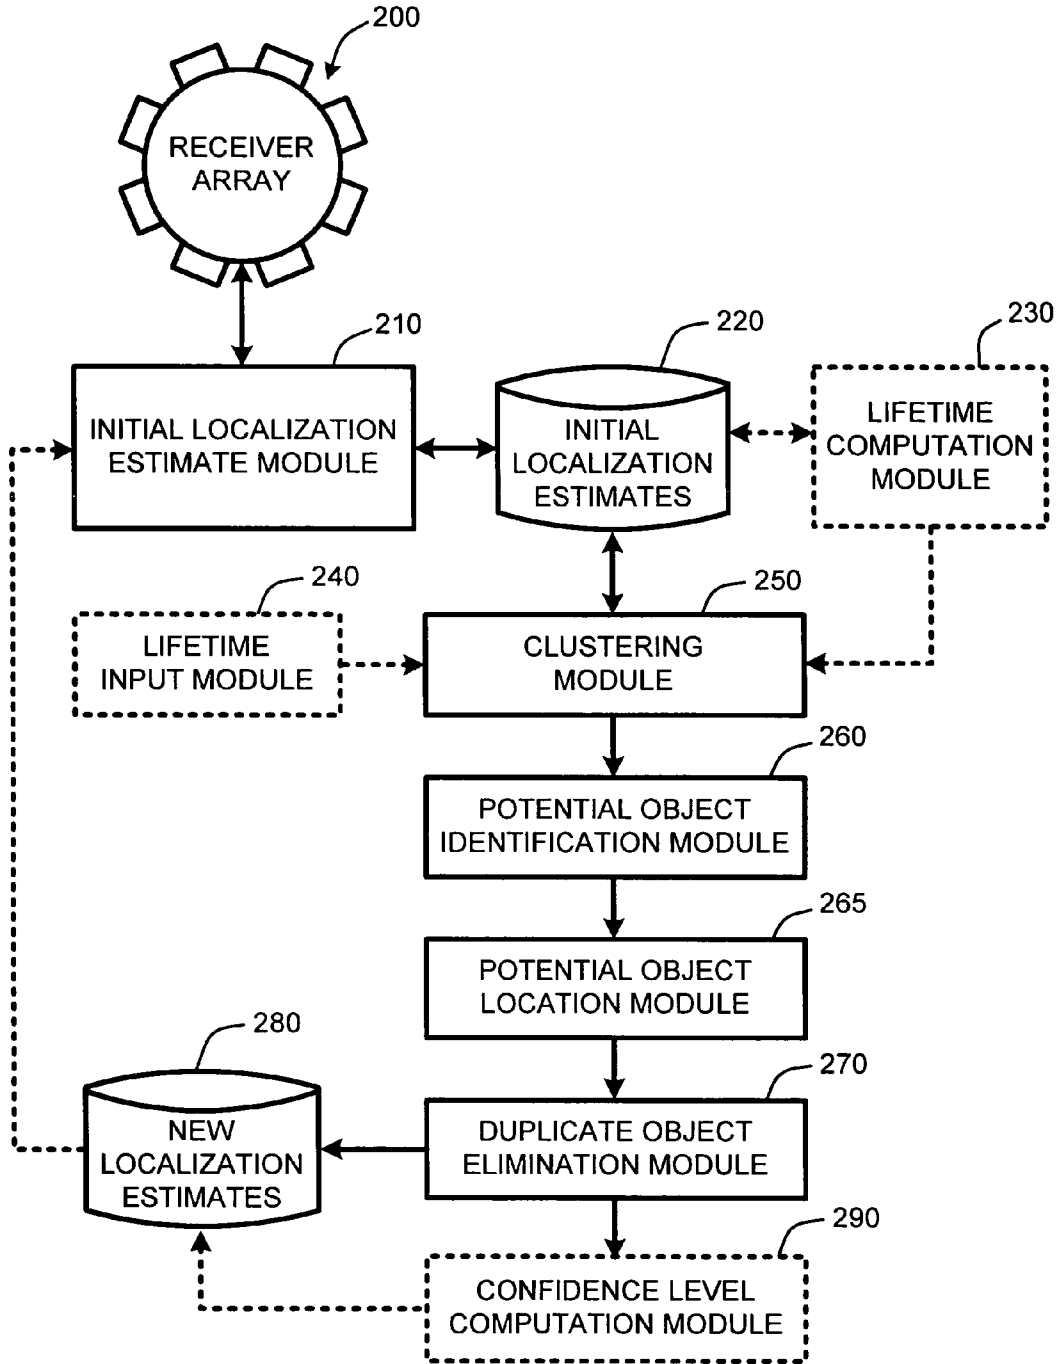 200
RECEIVER
ARRAY
210
220
230
INITIAL LOCALIZATION
ESTIMATE MODULE
INITIAL
LOCALIZATION
ESTIMATES
LIFETIME
COMPUTATION
MODULE
240
250
LIFETIME
INPUT MODULE
CLUSTERING
MODULE
260
POTENTIAL OBJECT
IDENTIFICATION MODULE
265
POTENTIAL OBJECT
LOCATION MODULE
280
270
NEW
LOCALIZATION
ESTIMATES
DUPLICATE OBJECT
ELIMINATION MODULE
290
CONFIDENCE LEVEL
COMPUTATION MODULE